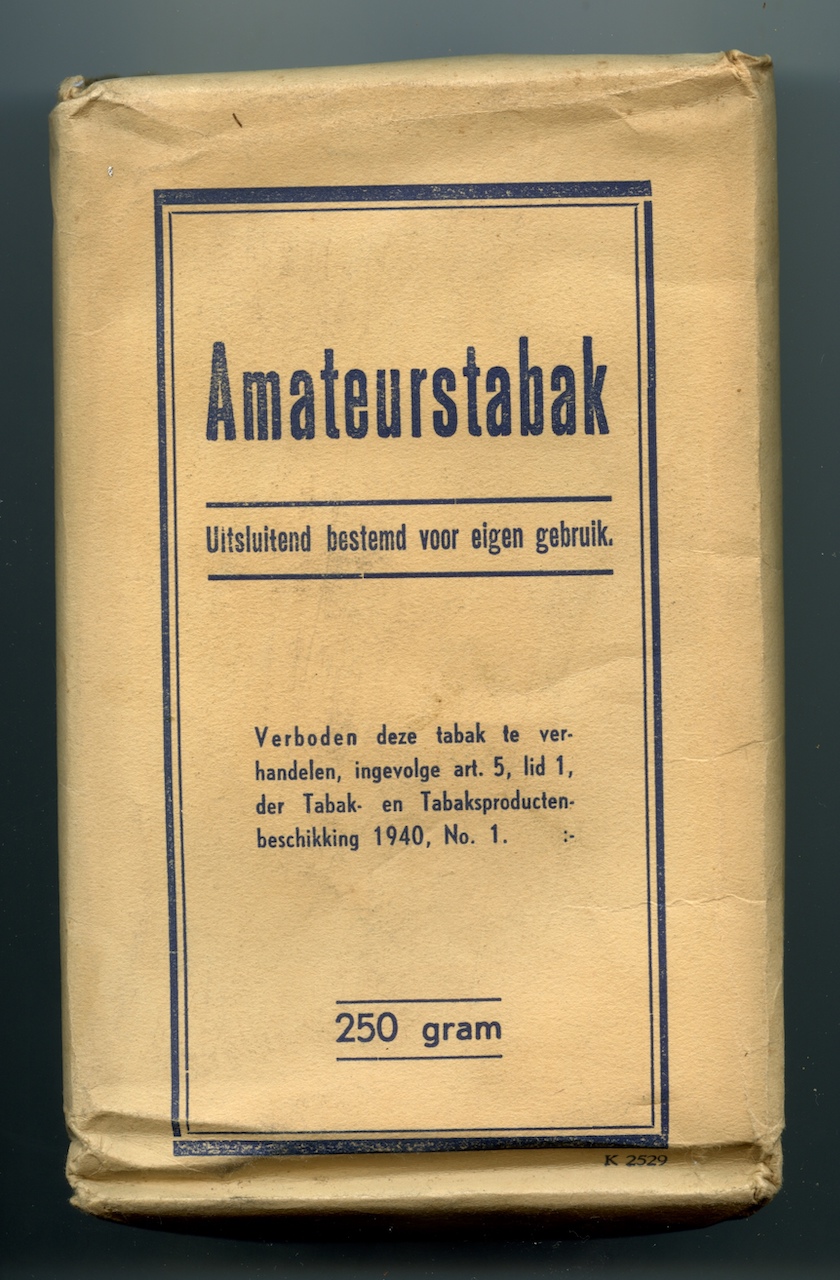 Amateurstabak
Uitsluitend bestemd voor eigen gebruik.
Verboden deze tabak te ver-
handelen, ingevolge art. 5, lid 1,
der Tabak- en Tabaksproducten-
beschikking 1940, No. 1. :-
250 gram
K 2529